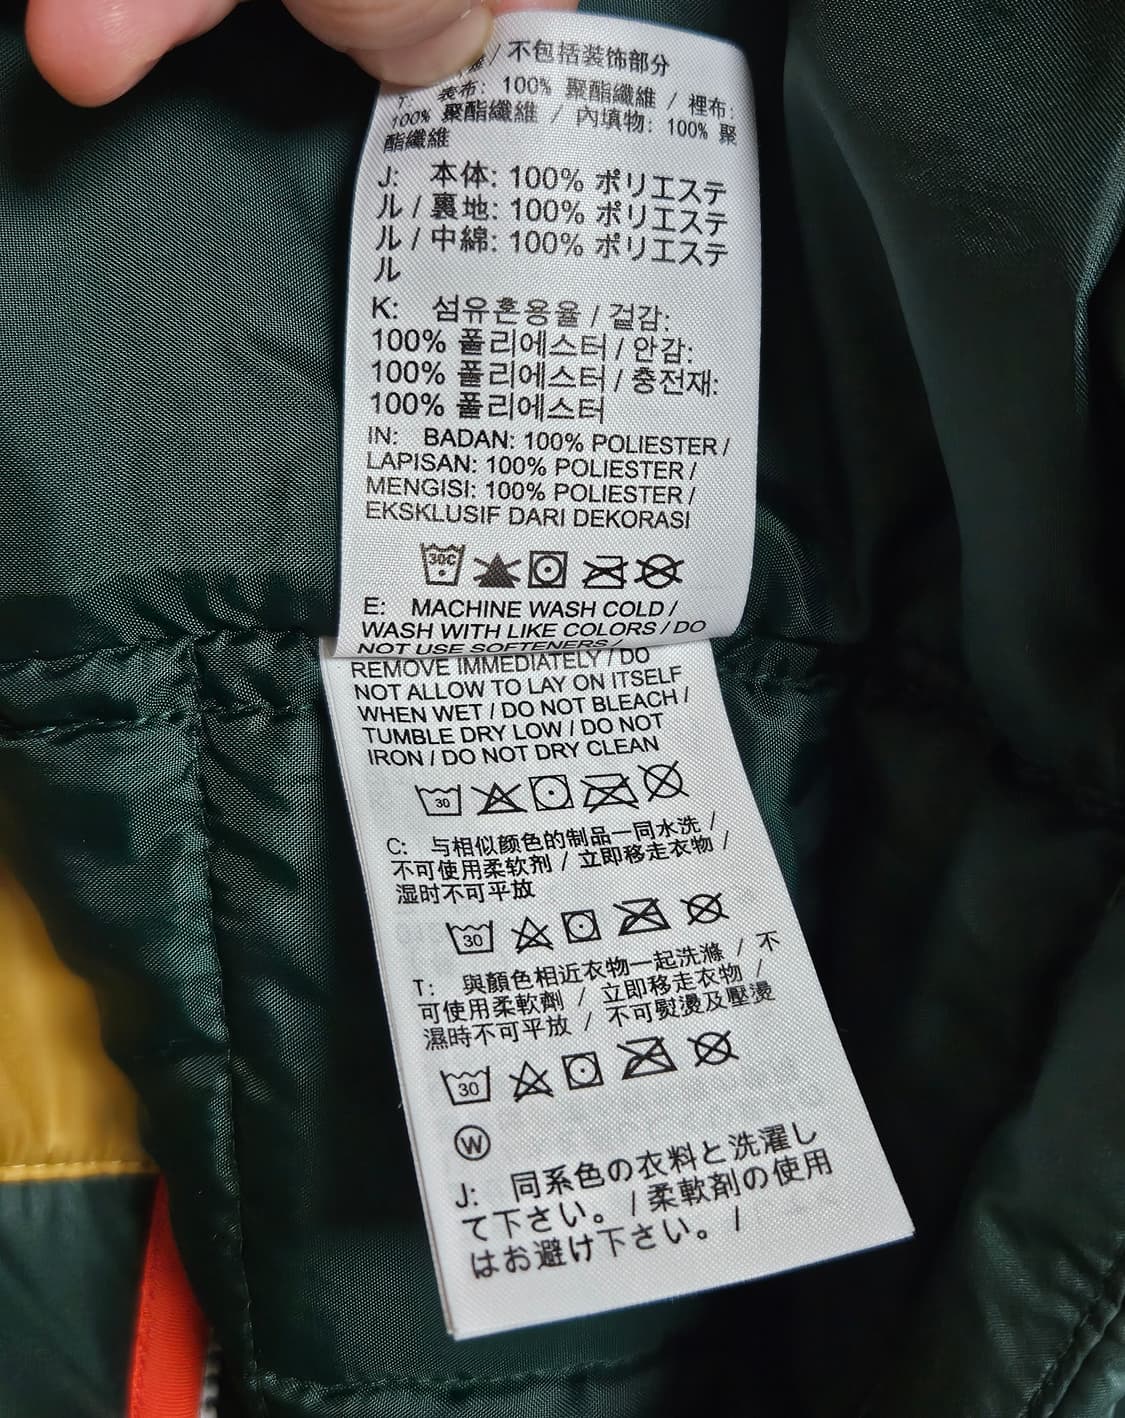 / 不包括装饰部分
T: 表布: 100% 聚酯纖維 / 裡布:
100% 聚酯纖維 / 內填物: 100% 聚
酯纖維
J: 本体: 100% ポリエステ
ル / 裏地: 100% ポリエステ
ル / 中綿: 100% ポリエステ
ル
K: 섬유혼용율 / 겉감:
100% 폴리에스터 / 안감:
100% 폴리에스터 / 충전재:
100% 폴리에스터
IN: BADAN: 100% POLIESTER /
LAPISAN: 100% POLIESTER /
MENGISI: 100% POLIESTER /
EKSKLUSIF DARI DEKORASI
30C
E: MACHINE WASH COLD /
WASH WITH LIKE COLORS / DO
NOT USE SOFTENERS /
REMOVE IMMEDIATELY / DO
NOT ALLOW TO LAY ON ITSELF
WHEN WET / DO NOT BLEACH /
TUMBLE DRY LOW / DO NOT
IRON / DO NOT DRY CLEAN
30
C: 与相似颜色的制品一同水洗 /
不可使用柔软剂 / 立即移走衣物 /
湿时不可平放
30
T: 與顏色相近衣物一起洗滌 / 不
可使用柔軟劑 / 立即移走衣物 /
濕時不可平放 / 不可熨燙及壓燙
30
W
J: 同系色の衣料と洗濯し
て下さい。 / 柔軟剤の使用
はお避け下さい。 /